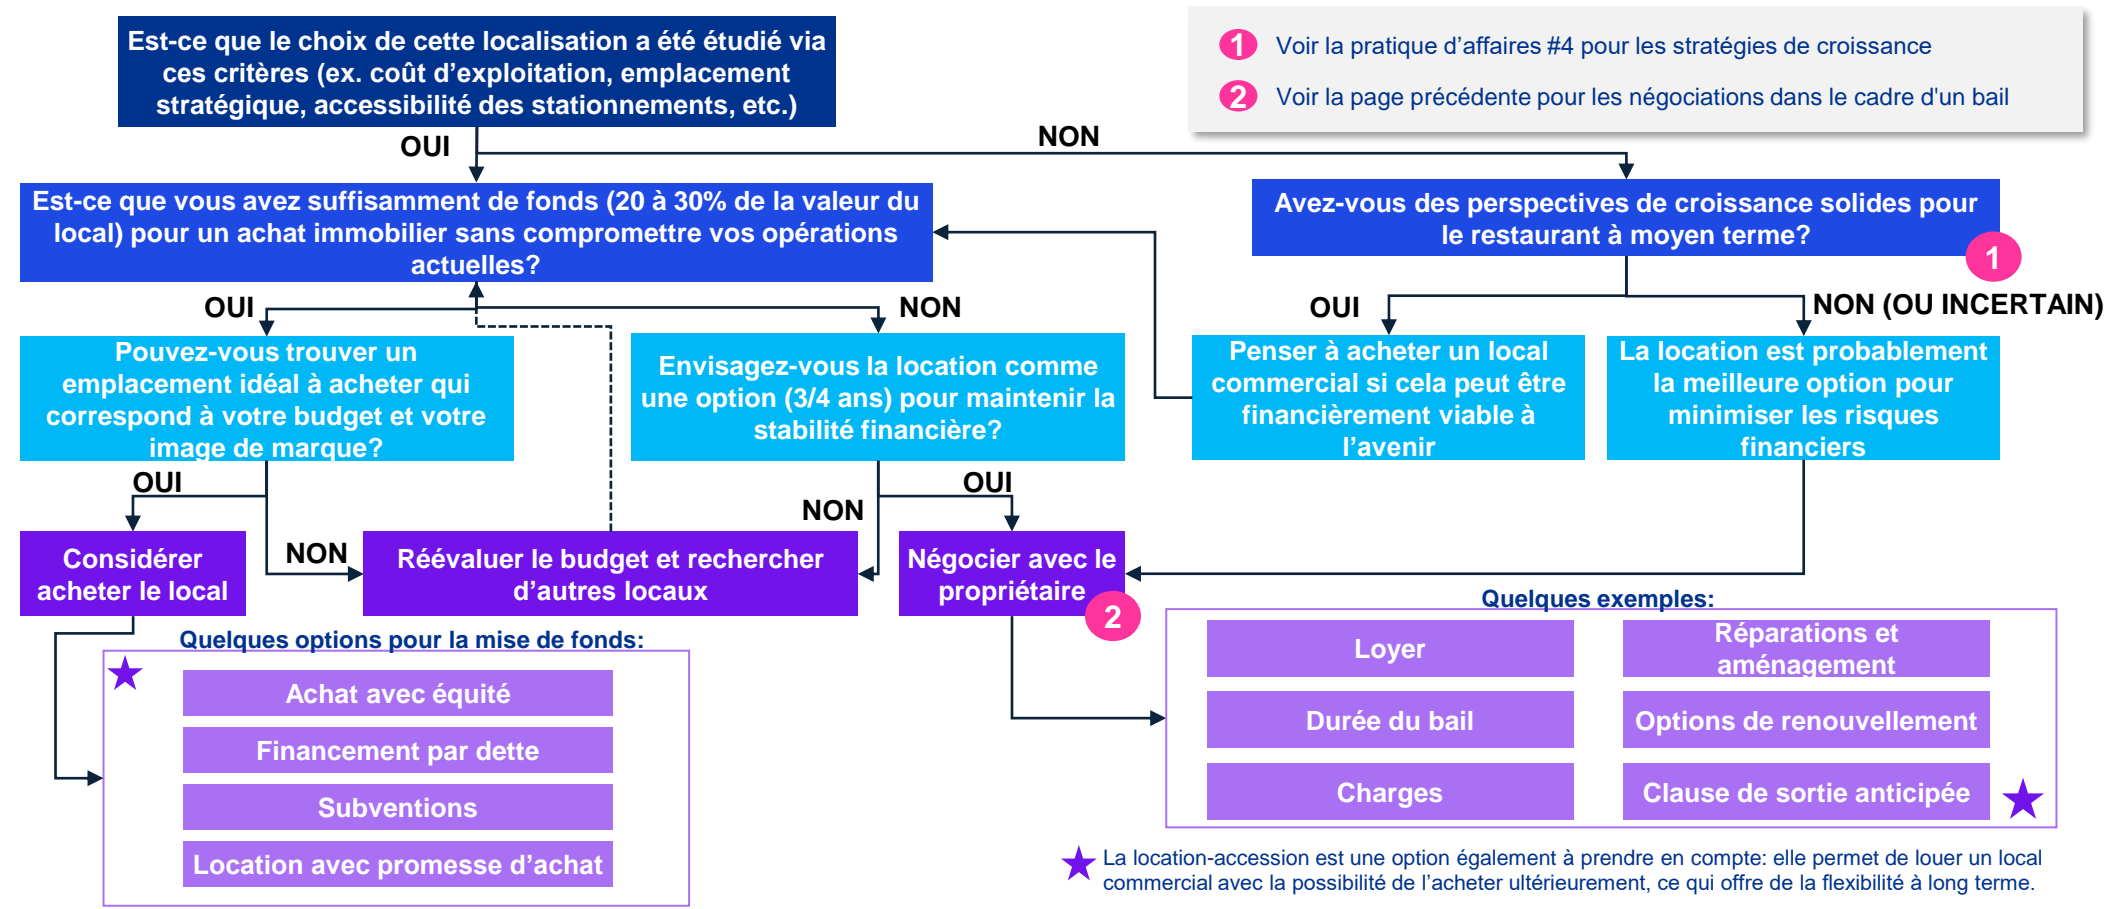 Est-ce que le choix de cette localisation a été étudié via
ces critères (ex. coût d’exploitation, emplacement
stratégique, accessibilité des stationnements, etc.)
1 Voir la pratique d’affaires #4 pour les stratégies de croissance
2 Voir la page précédente pour les négociations dans le cadre d'un bail
OUI
NON
Est-ce que vous avez suffisamment de fonds (20 à 30% de la valeur du
local) pour un achat immobilier sans compromettre vos opérations
actuelles?
Avez-vous des perspectives de croissance solides pour
le restaurant à moyen terme?
1
OUI
NON
OUI
NON (OU INCERTAIN)
Pouvez-vous trouver un
emplacement idéal à acheter qui
correspond à votre budget et votre
image de marque?
Envisagez-vous la location comme
une option (3/4 ans) pour maintenir la
stabilité financière?
Penser à acheter un local
commercial si cela peut être
financièrement viable à
l’avenir
La location est probablement
la meilleure option pour
minimiser les risques
financiers
OUI
NON
NON
OUI
Considérer
acheter le local
Réévaluer le budget et rechercher
d’autres locaux
Négocier avec le
propriétaire
2
Quelques options pour la mise de fonds:
Achat avec équité
Financement par dette
Subventions
Location avec promesse d’achat
Quelques exemples:
Loyer
Réparations et
aménagement
Durée du bail
Options de renouvellement
Charges
Clause de sortie anticipée
La location-accession est une option également à prendre en compte: elle permet de louer un local
commercial avec la possibilité de l’acheter ultérieurement, ce qui offre de la flexibilité à long terme.